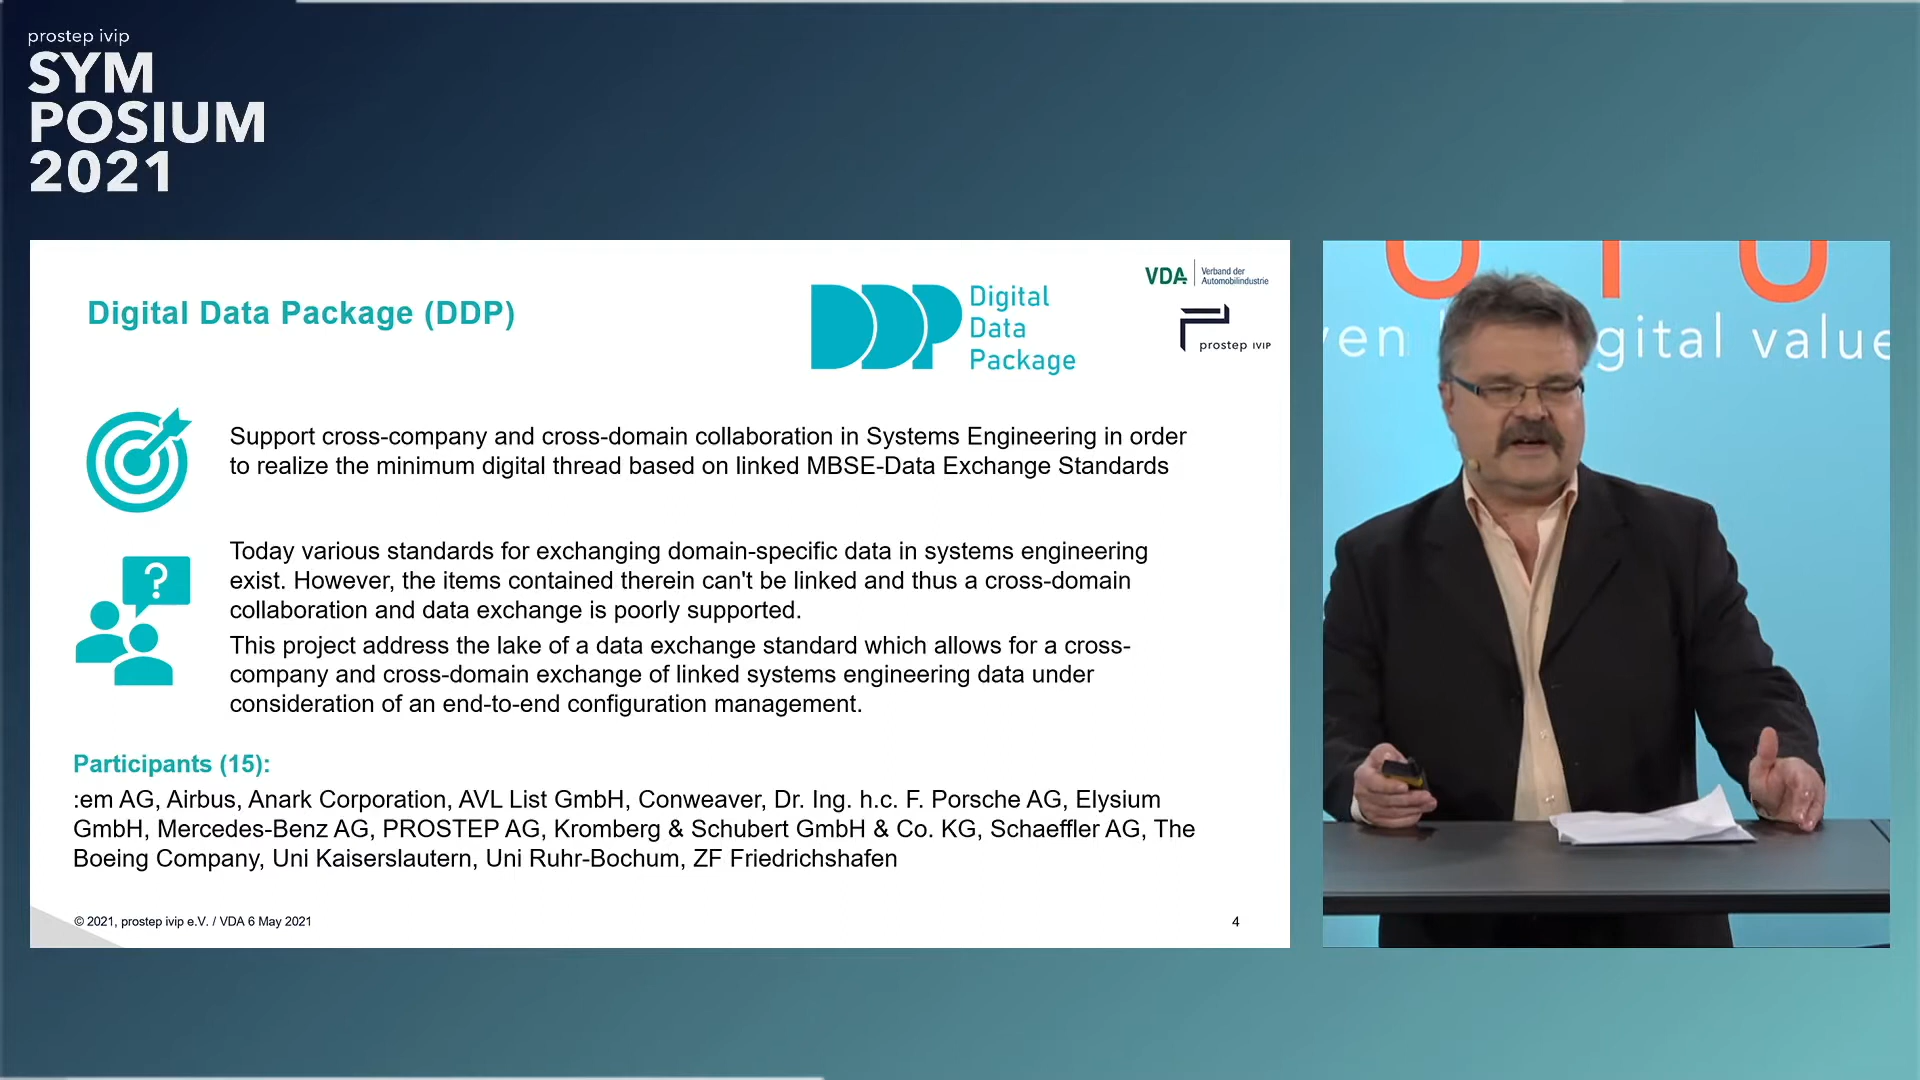 prostep ivip
SYM
POSIUM
2021
Digital Data Package (DDP)
DDP
Digital
Data
Package
VDA
Verband der
Automobilindustrie
prostep IVIP
Support cross-company and cross-domain collaboration in Systems Engineering in order
to realize the minimum digital thread based on linked MBSE-Data Exchange Standards
?
Today various standards for exchanging domain-specific data in systems engineering
exist. However, the items contained therein can't be linked and thus a cross-domain
collaboration and data exchange is poorly supported.
This project address the lake of a data exchange standard which allows for a cross-
company and cross-domain exchange of linked systems engineering data under
consideration of an end-to-end configuration management.
Participants (15):
:em AG, Airbus, Anark Corporation, AVL List GmbH, Conweaver, Dr. Ing. h.c. F. Porsche AG, Elysium
GmbH, Mercedes-Benz AG, PROSTEP AG, Kromberg & Schubert GmbH & Co. KG, Schaeffler AG, The
Boeing Company, Uni Kaiserslautern, Uni Ruhr-Bochum, ZF Friedrichshafen
© 2021, prostep ivip e.V. / VDA 6 May 2021
4
ven gital value